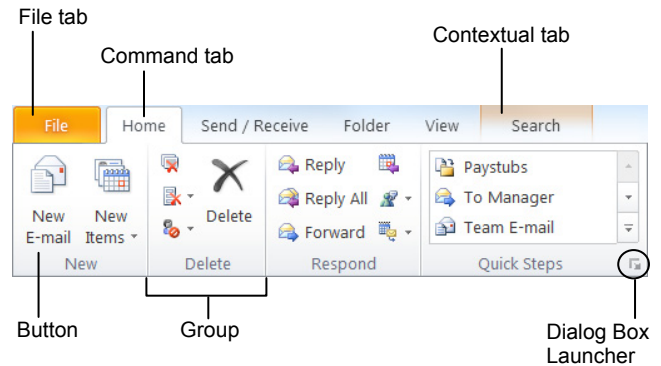 File tab
Command tab
Contextual tab
File Home Send / Receive Folder View Search
New E-mail
New Items
Delete
Reply
Reply All
Forward
Paystubs
To Manager
Team E-mail
New Delete Respond Quick Steps
Button
Group
Dialog Box
Launcher